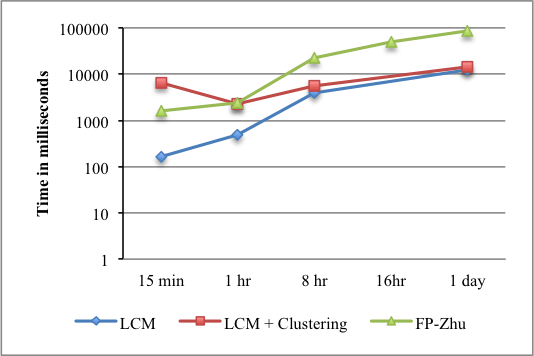 100000
10000
1000
100
10
1
Time in milliseconds
15 min 1 hr 8 hr 16hr 1 day
LCM LCM + Clustering FP-Zhu